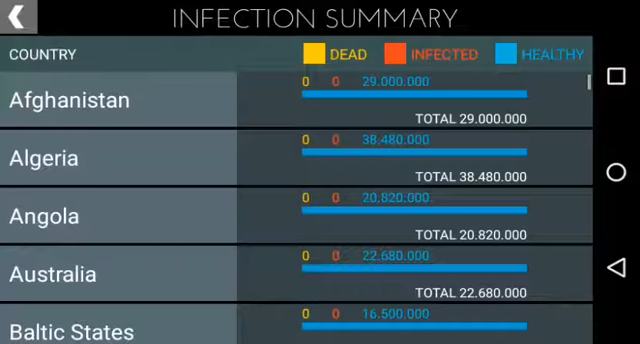 INFECTION SUMMARY
COUNTRY DEAD INFECTED HEALTHY
Afghanistan 0 0 29.000.000
TOTAL 29.000.000
Algeria 0 0 38.480.000
TOTAL 38.480.000
Angola 0 0 20.820.000
TOTAL 20.820.000
Australia 0 0 22.680.000
TOTAL 22.680.000
Baltic States 0 0 16.500.000